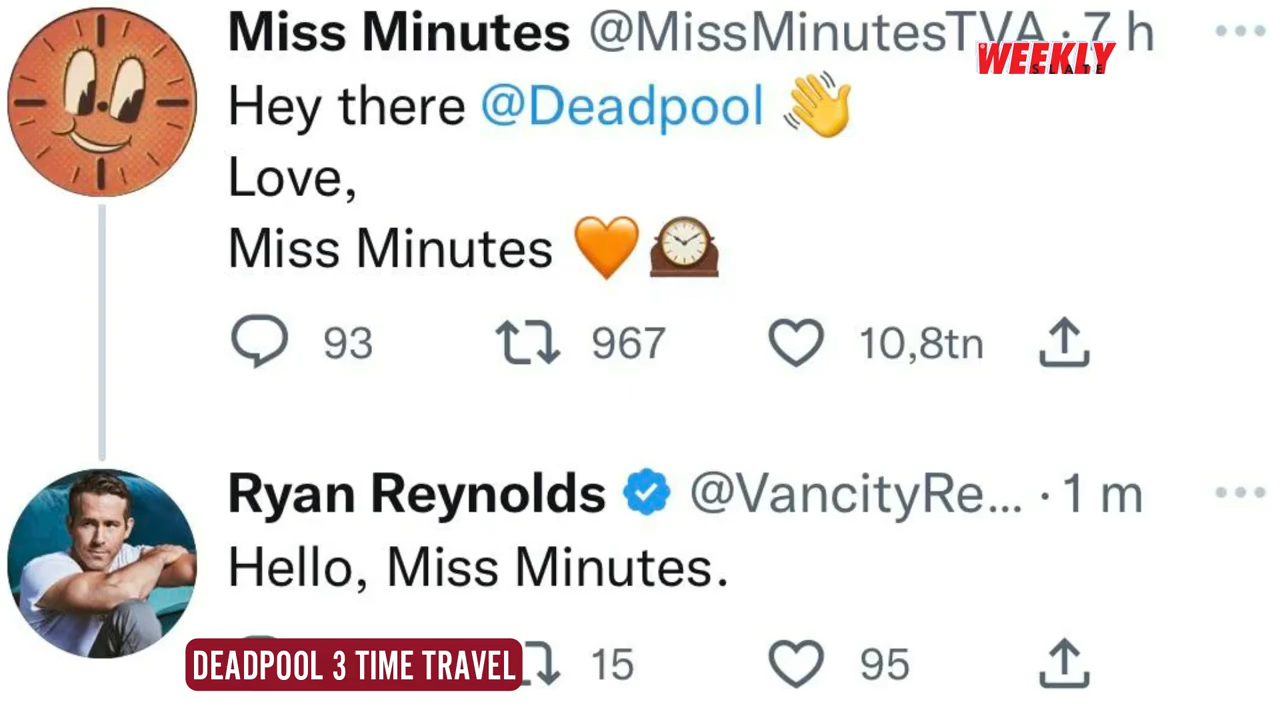 Miss Minutes @MissMinutesTVA · 7 h
WEEKLY
SLATE
Hey there @Deadpool 👋
Love,
Miss Minutes 🧡🕰️
93 967 10,8tn
Ryan Reynolds @VancityRe... · 1 m
Hello, Miss Minutes.
DEADPOOL 3 TIME TRAVEL
15 95